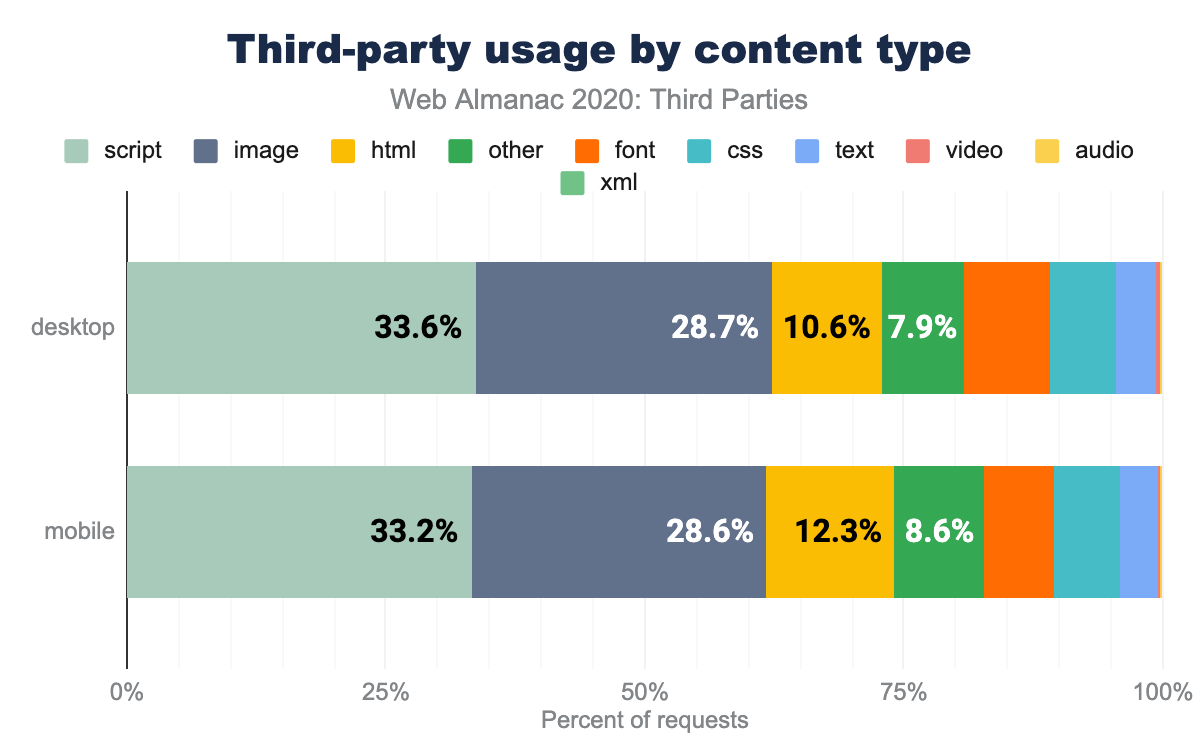 Third-party usage by content type
Web Almanac 2020: Third Parties
script image html other font css text video audio
xml
desktop 33.6% 28.7% 10.6% 7.9%
mobile 33.2% 28.6% 12.3% 8.6%
0% 25% 50% 75% 100%
Percent of requests